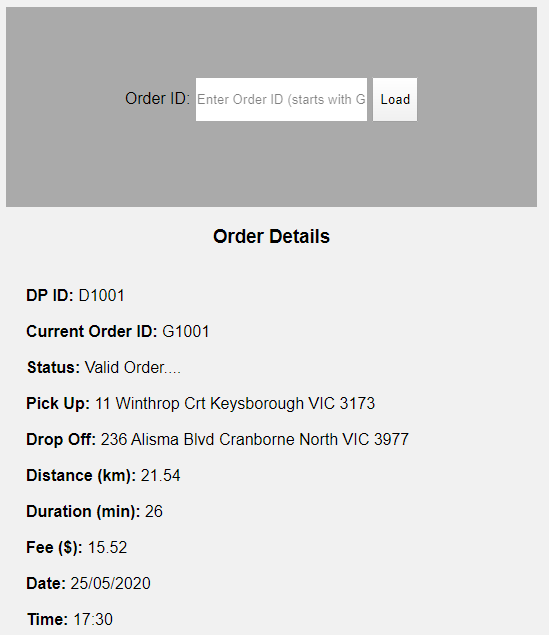 Order ID: Enter Order ID (starts with G Load
Order Details
DP ID: D1001
Current Order ID: G1001
Status: Valid Order....
Pick Up: 11 Winthrop Crt Keysborough VIC 3173
Drop Off: 236 Alisma Blvd Cranborne North VIC 3977
Distance (km): 21.54
Duration (min): 26
Fee ($): 15.52
Date: 25/05/2020
Time: 17:30